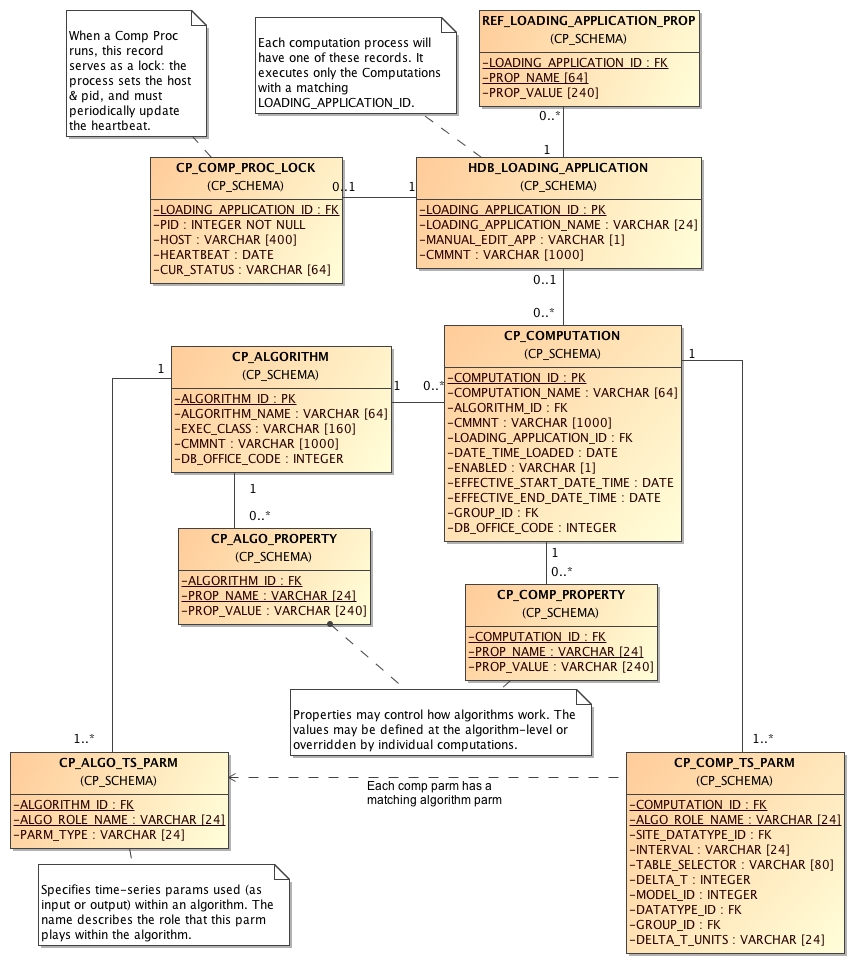 When a Comp Proc
runs, this record
serves as a lock: the
process sets the host
& pid, and must
periodically update
the heartbeat.
Each computation process will
have one of these records. It
executes only the Computations
with a matching
LOADING_APPLICATION_ID.
REF_LOADING_APPLICATION_PROP
(CP_SCHEMA)
-LOADING_APPLICATION_ID : FK
-PROP_NAME [64]
-PROP_VALUE [240]
0..*
1
CP_COMP_PROC_LOCK
(CP_SCHEMA)
-LOADING_APPLICATION_ID : FK
-PID : INTEGER NOT NULL
-HOST : VARCHAR [400]
-HEARTBEAT : DATE
-CUR_STATUS : VARCHAR [64]
0..1
1
HDB_LOADING_APPLICATION
(CP_SCHEMA)
-LOADING_APPLICATION_ID : PK
-LOADING_APPLICATION_NAME : VARCHAR [24]
-MANUAL_EDIT_APP : VARCHAR [1]
-CMMNT : VARCHAR [1000]
0..1
0..*
CP_ALGORITHM
(CP_SCHEMA)
-ALGORITHM_ID : PK
-ALGORITHM_NAME : VARCHAR [64]
-EXEC_CLASS : VARCHAR [160]
-CMMNT : VARCHAR [1000]
-DB_OFFICE_CODE : INTEGER
1
1
0..*
CP_COMPUTATION
(CP_SCHEMA)
-COMPUTATION_ID : PK
-COMPUTATION_NAME : VARCHAR [64]
-ALGORITHM_ID : FK
-CMMNT : VARCHAR [1000]
-LOADING_APPLICATION_ID : FK
-DATE_TIME_LOADED : DATE
-ENABLED : VARCHAR [1]
-EFFECTIVE_START_DATE_TIME : DATE
-EFFECTIVE_END_DATE_TIME : DATE
-GROUP_ID : FK
-DB_OFFICE_CODE : INTEGER
1
1
0..*
CP_ALGO_PROPERTY
(CP_SCHEMA)
-ALGORITHM_ID : FK
-PROP_NAME : VARCHAR [24]
-PROP_VALUE : VARCHAR [240]
1
0..*
CP_COMP_PROPERTY
(CP_SCHEMA)
-COMPUTATION_ID : FK
-PROP_NAME : VARCHAR [24]
-PROP_VALUE : VARCHAR [240]
Properties may control how algorithms work. The
values may be defined at the algorithm-level or
overridden by individual computations.
1..*
CP_ALGO_TS_PARM
(CP_SCHEMA)
-ALGORITHM_ID : FK
-ALGO_ROLE_NAME : VARCHAR [24]
-PARM_TYPE : VARCHAR [24]
Each comp parm has a
matching algorithm parm
1..*
CP_COMP_TS_PARM
(CP_SCHEMA)
-COMPUTATION_ID : FK
-ALGO_ROLE_NAME : VARCHAR [24]
-SITE_DATATYPE_ID : FK
-INTERVAL : VARCHAR [24]
-TABLE_SELECTOR : VARCHAR [80]
-DELTA_T : INTEGER
-MODEL_ID : INTEGER
-DATATYPE_ID : FK
-GROUP_ID : FK
-DELTA_T_UNITS : VARCHAR [24]
Specifies time-series params used (as
input or output) within an algorithm. The
name describes the role that this parm
plays within the algorithm.